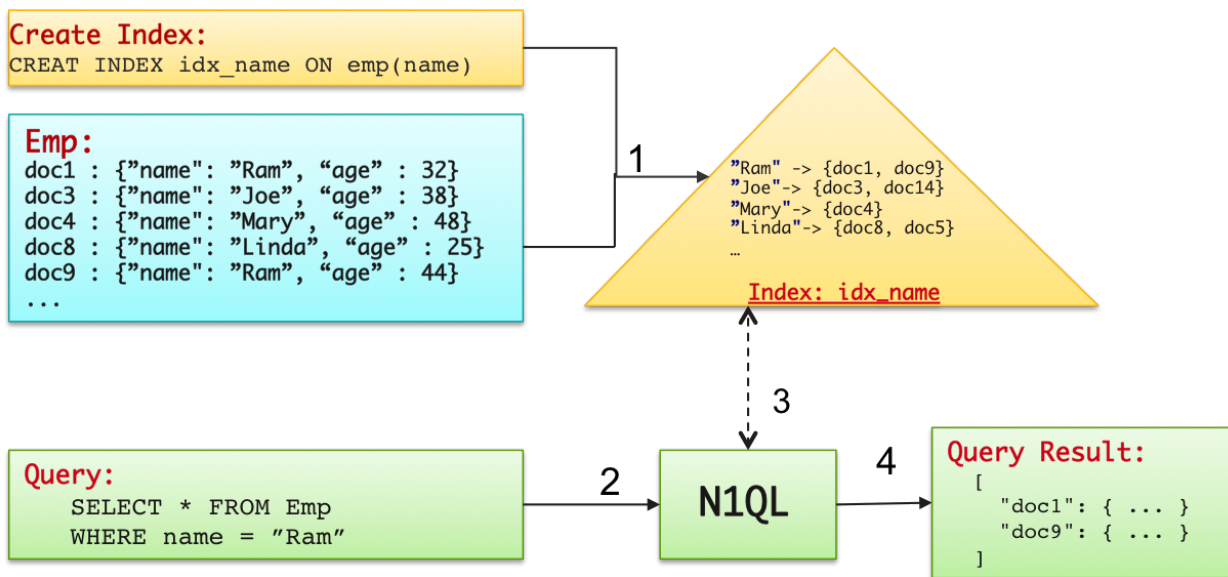 Create Index:
CREAT INDEX idx_name ON emp(name)
Emp:
doc1 : {”name": ”Ram”, “age” : 32}
doc3 : {”name": ”Joe”, “age” : 38}
doc4 : {”name": ”Mary”, “age” : 48}
doc8 : {”name": ”Linda”, “age” : 25}
doc9 : {”name": ”Ram”, “age” : 44}
...
1
”Ram" -> {doc1, doc9}
”Joe"-> {doc3, doc14}
”Mary"-> {doc4}
”Linda"-> {doc8, doc5}
…
Index: idx_name
3
Query:
SELECT * FROM Emp
WHERE name = ”Ram”
2
N1QL
4
Query Result:
[
"doc1": { ... }
"doc9": { ... }
]